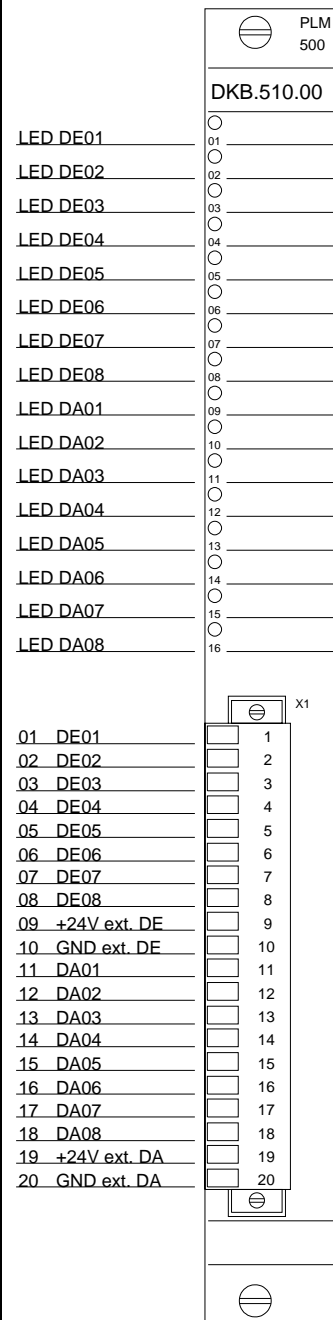 PLM
500
DKB.510.00
LED DE01 01
LED DE02 02
LED DE03 03
LED DE04 04
LED DE05 05
LED DE06 06
LED DE07 07
LED DE08 08
LED DA01 09
LED DA02 10
LED DA03 11
LED DA04 12
LED DA05 13
LED DA06 14
LED DA07 15
LED DA08 16
X1
01 DE01 1
02 DE02 2
03 DE03 3
04 DE04 4
05 DE05 5
06 DE06 6
07 DE07 7
08 DE08 8
09 +24V ext. DE 9
10 GND ext. DE 10
11 DA01 11
12 DA02 12
13 DA03 13
14 DA04 14
15 DA05 15
16 DA06 16
17 DA07 17
18 DA08 18
19 +24V ext. DA 19
20 GND ext. DA 20